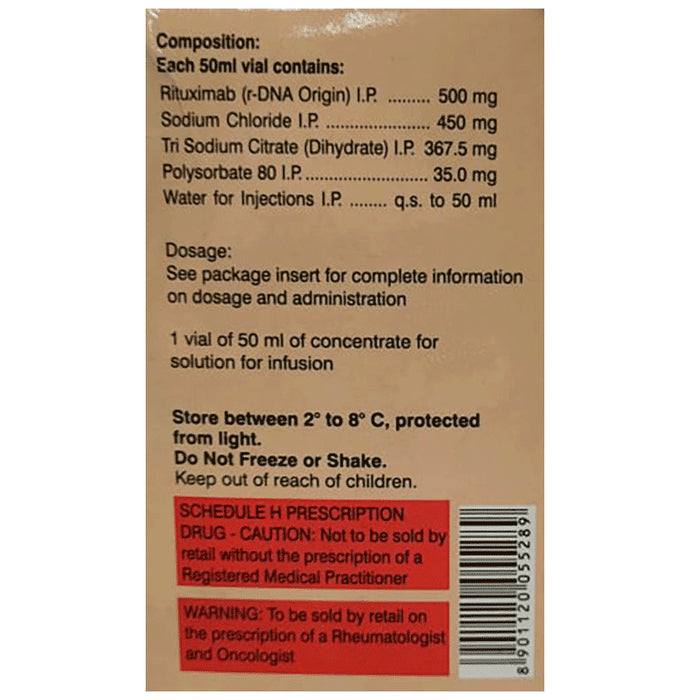 Composition:
Each 50ml vial contains:
Rituximab (r-DNA Origin) I.P. ......... 500 mg
Sodium Chloride I.P. ....................... 450 mg
Tri Sodium Citrate (Dihydrate) I.P. 367.5 mg
Polysorbate 80 I.P............................ 35.0 mg
Water for Injections I.P. ........ q.s. to 50 ml
Dosage:
See package insert for complete information
on dosage and administration
1 vial of 50 ml of concentrate for
solution for infusion
Store between 2° to 8° C, protected
from light.
Do Not Freeze or Shake.
Keep out of reach of children.
SCHEDULE H PRESCRIPTION
DRUG - CAUTION: Not to be sold by
retail without the prescription of a
Registered Medical Practitioner
WARNING: To be sold by retail on
the prescription of a Rheumatologist
and Oncologist
8 901120 055289